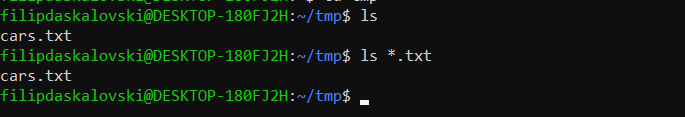 filipdaskalovski@DESKTOP-180FJ2H:~/tmp$ ls
cars.txt
filipdaskalovski@DESKTOP-180FJ2H:~/tmp$ ls *.txt
cars.txt
filipdaskalovski@DESKTOP-180FJ2H:~/tmp$